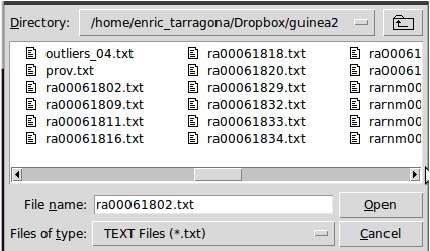 Directory: /home/enric_tarragona/Dropbox/guinea2
outliers_04.txt ra00061818.txt ra00061
prov.txt ra00061820.txt ra00061
ra00061802.txt ra00061829.txt rarnm00
ra00061809.txt ra00061832.txt rarnm00
ra00061811.txt ra00061833.txt rarnm00
ra00061816.txt ra00061834.txt rarnm00
File name: ra00061802.txt Open
Files of type: TEXT Files (*.txt) Cancel